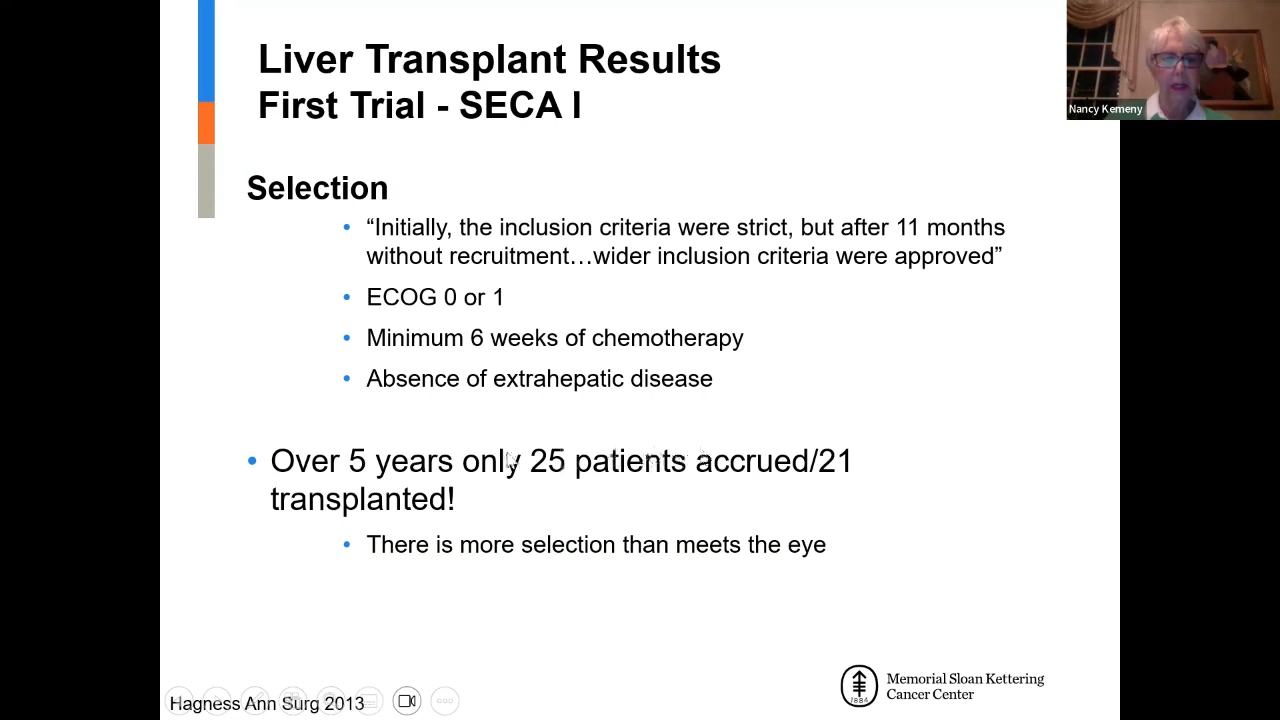 Liver Transplant Results
First Trial - SECA I
Nancy Kemeny
Selection
• “Initially, the inclusion criteria were strict, but after 11 months
without recruitment…wider inclusion criteria were approved”
• ECOG 0 or 1
• Minimum 6 weeks of chemotherapy
• Absence of extrahepatic disease
• Over 5 years only 25 patients accrued/21
transplanted!
• There is more selection than meets the eye
Hagness Ann Surg 2013
1884
Memorial Sloan Kettering
Cancer Center